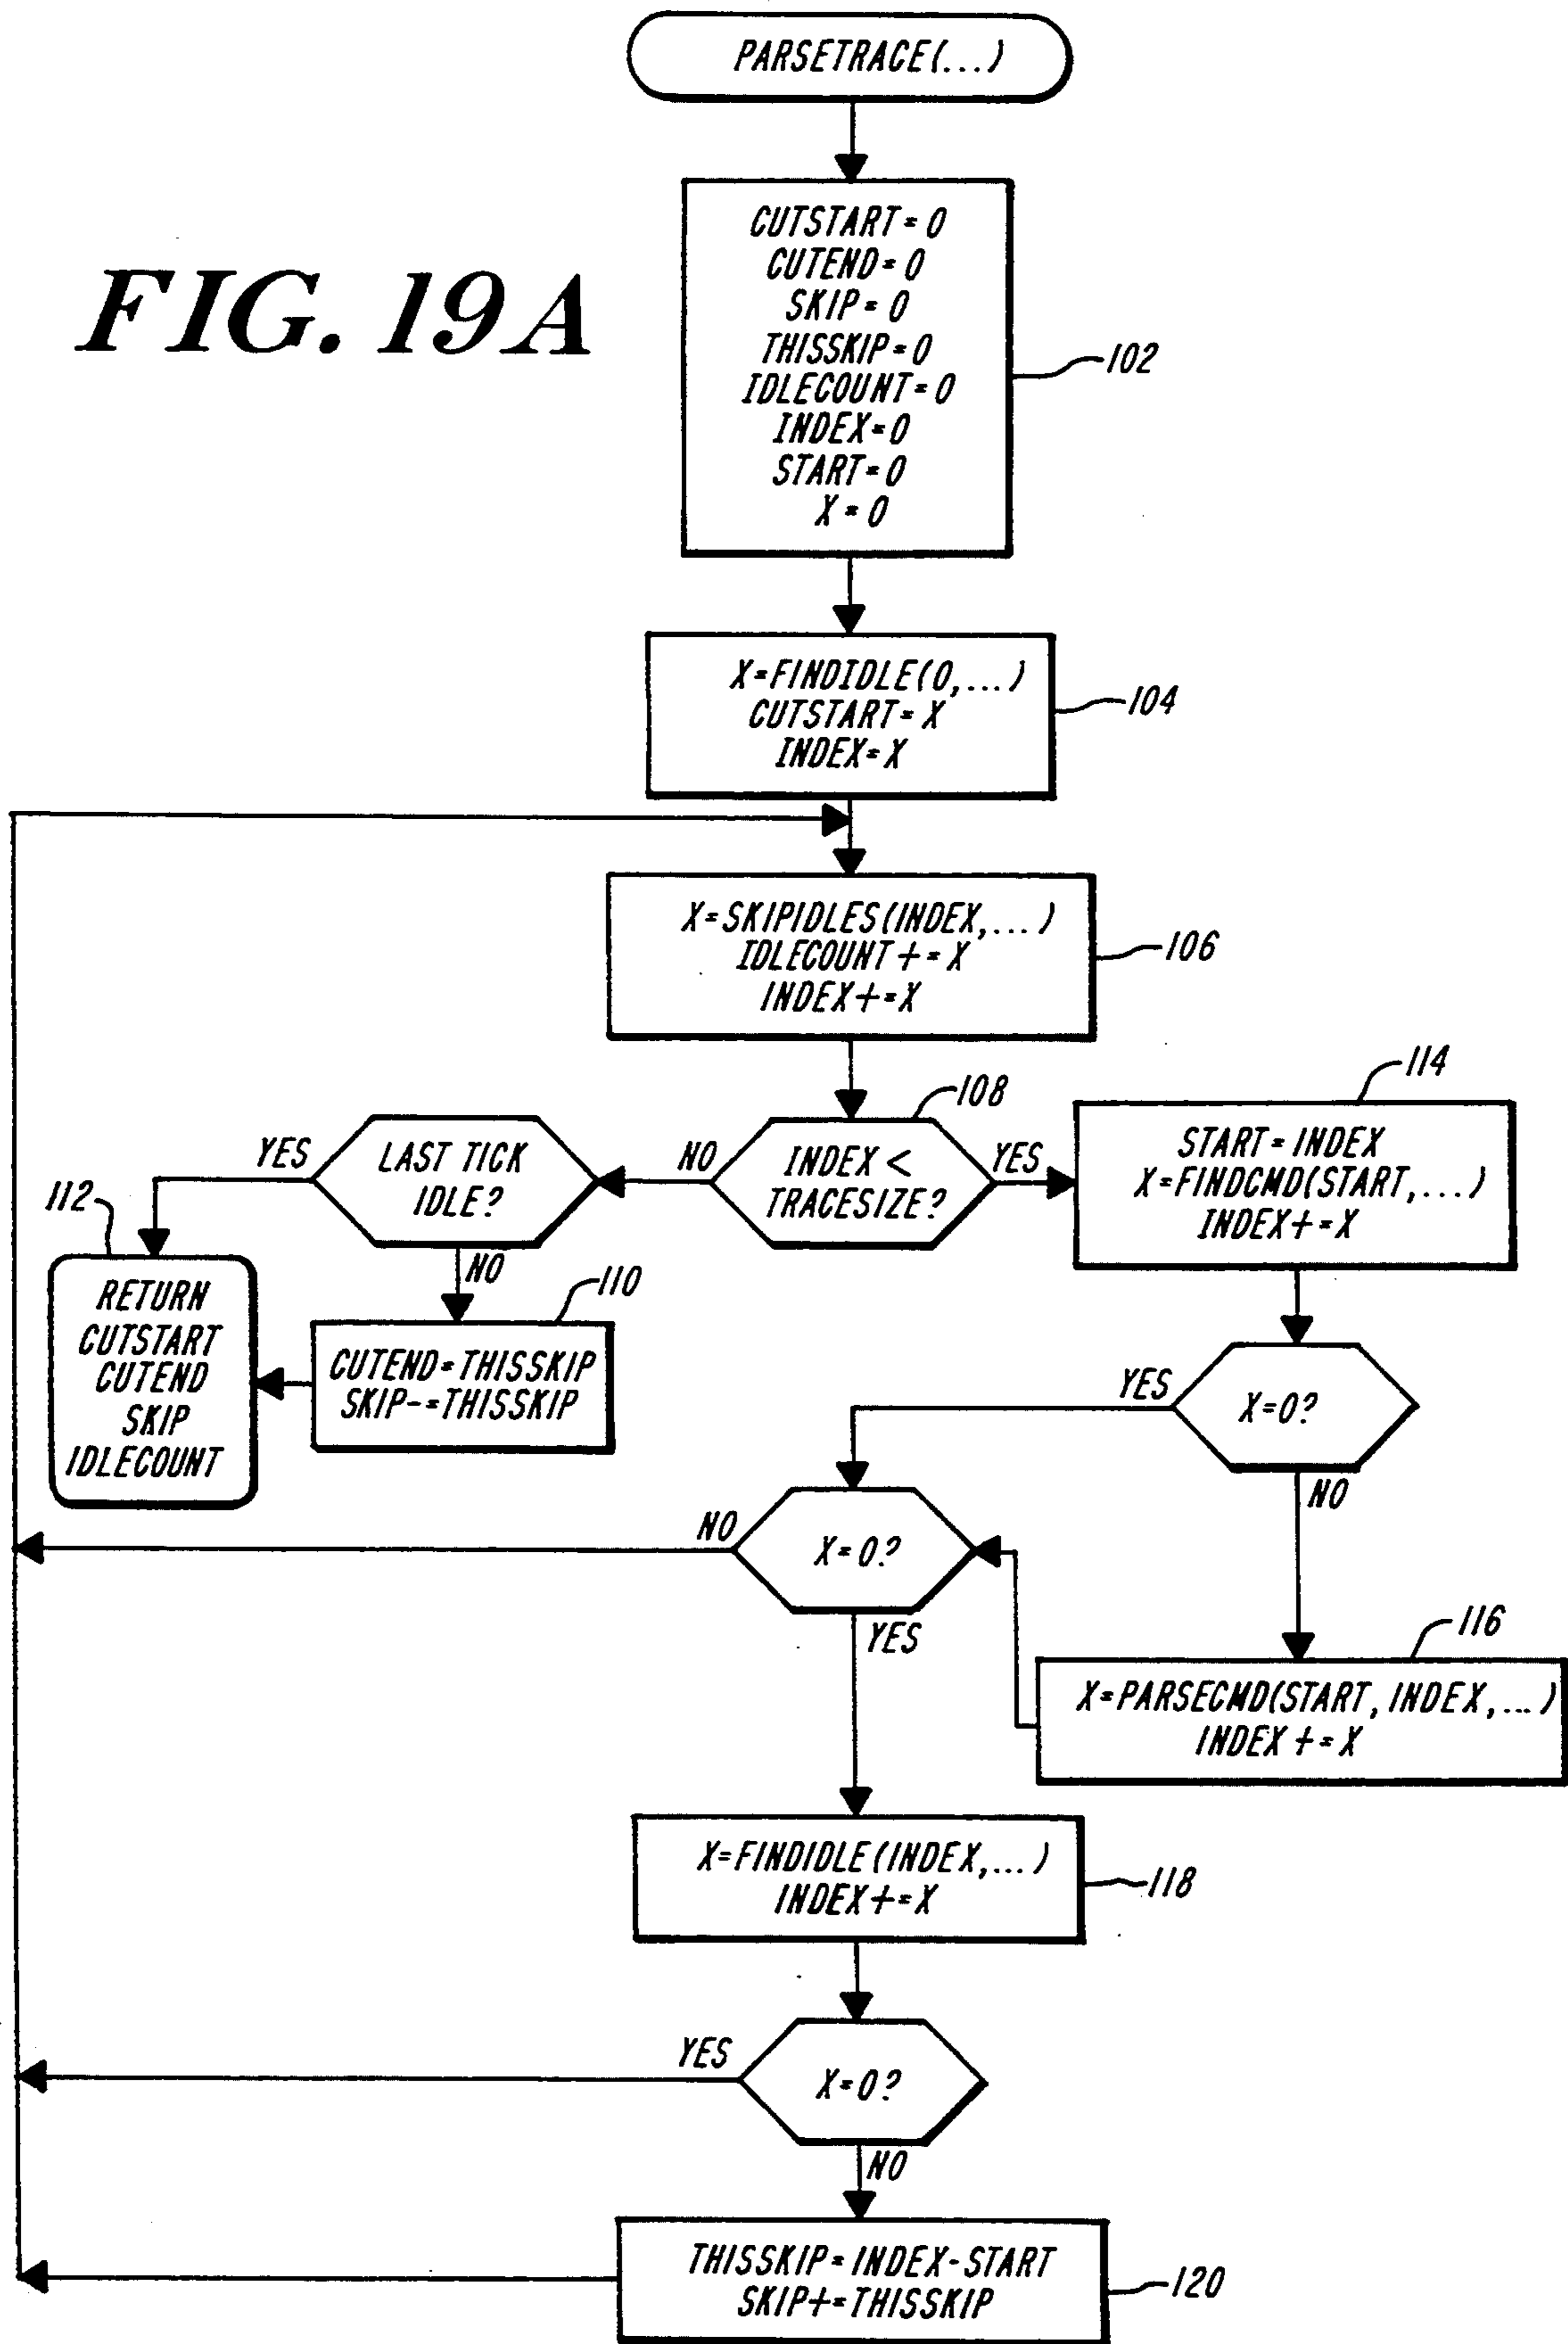 PARSETRACE(...)
FIG. 19A
CUTSTART=0
CUTEND=0
SKIP=0
THISSKIP=0
IDLECOUNT=0
INDEX=0
START=0
X=0
102
X=FINDIDLE(0,...)
CUTSTART=X
INDEX=X
104
X=SKIPIDLES(INDEX,...)
IDLECOUNT+=X
INDEX+=X
106
108
INDEX<
TRACESIZE?
NO
YES
LAST TICK
IDLE?
YES
NO
112
RETURN
CUTSTART
CUTEND
SKIP
IDLECOUNT
110
CUTEND=THISSKIP
SKIP-=THISSKIP
114
START=INDEX
X=FINDCMD(START,...)
INDEX+=X
X=0?
YES
NO
116
X=PARSECMD(START, INDEX,...)
INDEX+=X
X=0?
NO
YES
X=FINDIDLE(INDEX,...)
INDEX+=X
118
X=0?
YES
NO
THISSKIP=INDEX-START
SKIP+=THISSKIP
120